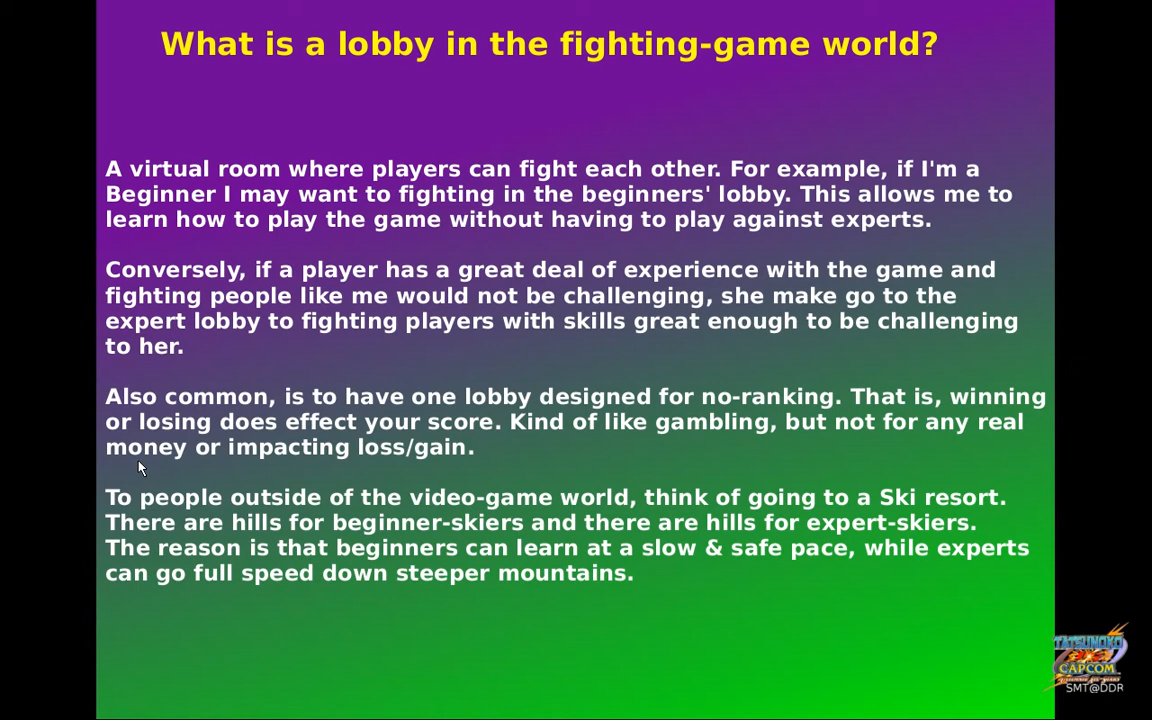 What is a lobby in the fighting-game world?
A virtual room where players can fight each other. For example, if I'm a
Beginner I may want to fighting in the beginners' lobby. This allows me to
learn how to play the game without having to play against experts.
Conversely, if a player has a great deal of experience with the game and
fighting people like me would not be challenging, she make go to the
expert lobby to fighting players with skills great enough to be challenging
to her.
Also common, is to have one lobby designed for no-ranking. That is, winning
or losing does effect your score. Kind of like gambling, but not for any real
money or impacting loss/gain.
To people outside of the video-game world, think of going to a Ski resort.
There are hills for beginner-skiers and there are hills for expert-skiers.
The reason is that beginners can learn at a slow & safe pace, while experts
can go full speed down steeper mountains.
TATSUNOKO
CAPCOM
SMT@DDR